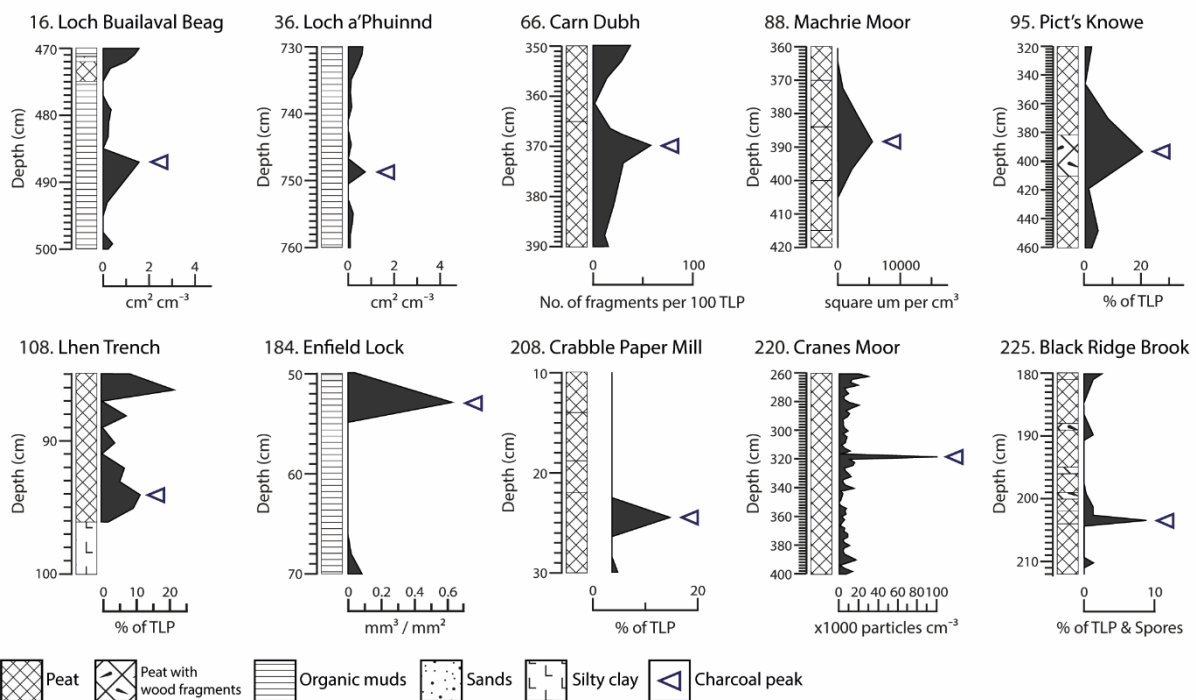 16. Loch Buailaval Beag
470
480
490
500
Depth (cm)
0 2 4
cm² cm⁻³
36. Loch a'Phuinnd
730
740
750
760
Depth (cm)
0 2 4
cm² cm⁻³
66. Carn Dubh
350
360
370
380
390
Depth (cm)
0 100
No. of fragments per 100 TLP
88. Machrie Moor
360
370
380
390
400
410
420
Depth (cm)
0 10000
square um per cm³
95. Pict's Knowe
320
340
360
380
400
420
440
460
Depth (cm)
0 20
% of TLP
108. Lhen Trench
90
100
Depth (cm)
0 10 20
% of TLP
184. Enfield Lock
50
60
70
Depth (cm)
0 0.2 0.4 0.6
mm³ / mm²
208. Crabble Paper Mill
10
20
30
Depth (cm)
0 20
% of TLP
220. Cranes Moor
260
280
300
320
340
360
380
400
Depth (cm)
0 20 40 60 80 100
x1000 particles cm⁻³
225. Black Ridge Brook
180
190
200
210
Depth (cm)
0 10
% of TLP & Spores
Peat
Peat with
wood fragments
Organic muds
Sands
Silty clay
Charcoal peak